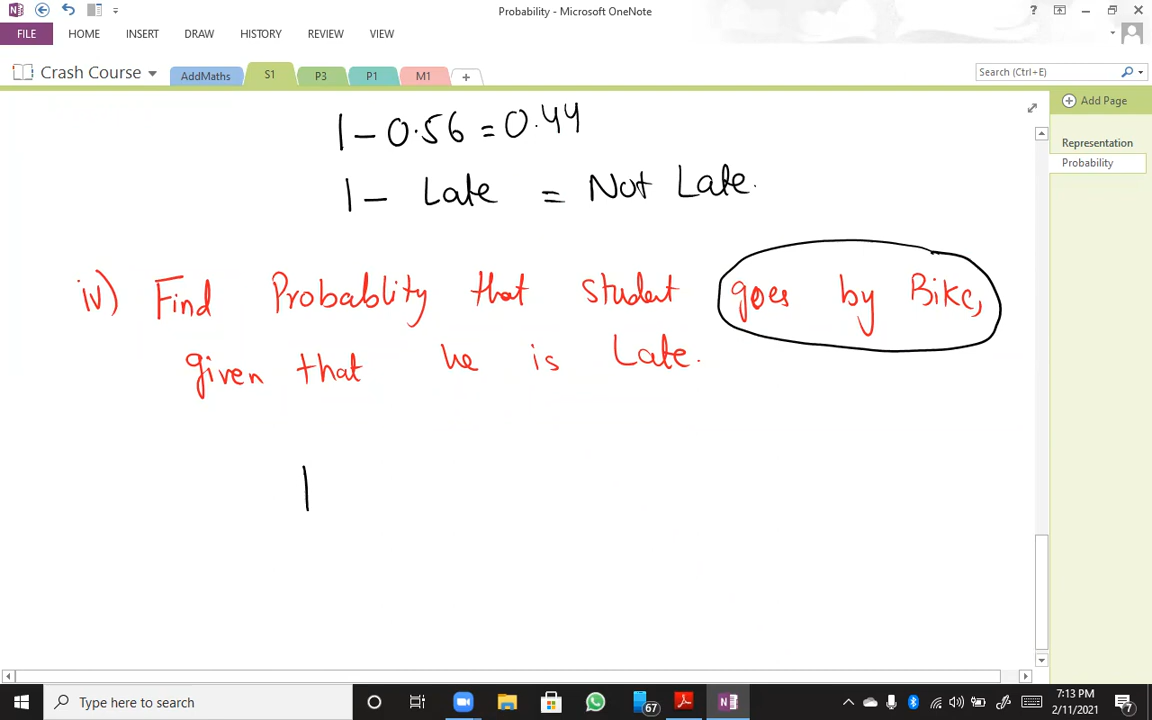 Probability - Microsoft OneNote
FILE HOME INSERT DRAW HISTORY REVIEW VIEW
Crash Course AddMaths S1 P3 P1 M1
Search (Ctrl+E)
Add Page
Representation
Probability
1 - 0.56 = 0.44
1 - Late = Not Late.
iv) Find Probablity that student goes by Bike,
given that he is Late.
Type here to search
67
7:13 PM
2/11/2021
7